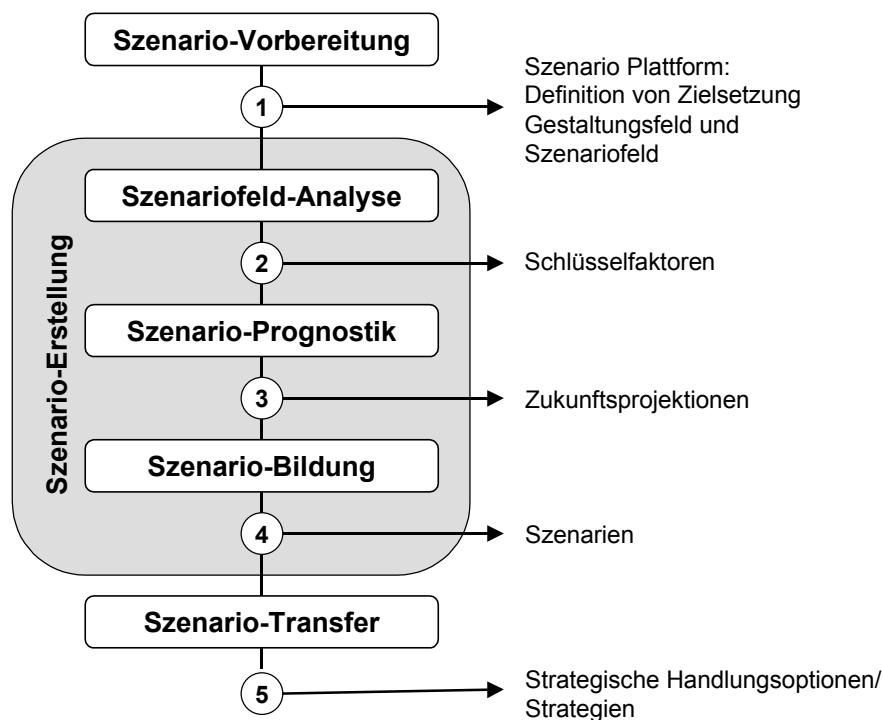 Szenario-Vorbereitung
1
Szenario Plattform:
Definition von Zielsetzung
Gestaltungsfeld und
Szenariofeld
Szenario-Erstellung
Szenariofeld-Analyse
2
Schlüsselfaktoren
Szenario-Prognostik
3
Zukunftsprojektionen
Szenario-Bildung
4
Szenarien
Szenario-Transfer
5
Strategische Handlungsoptionen/
Strategien